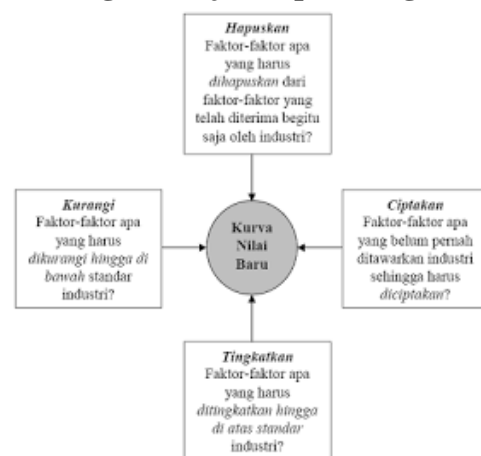 Hapuskan
Faktor-faktor apa
yang harus
dihapuskan dari
faktor-faktor yang
telah diterima begitu
saja oleh industri?
Kurangi
Faktor-faktor apa
yang harus
dikurangi hingga di
bawah standar
industri?
Kurva
Nilai
Baru
Ciptakan
Faktor-faktor apa
yang belum pernah
ditawarkan industri
sehingga harus
diciptakan?
Tingkatkan
Faktor-faktor apa
yang harus
ditingkatkan hingga
di atas standar
industri?